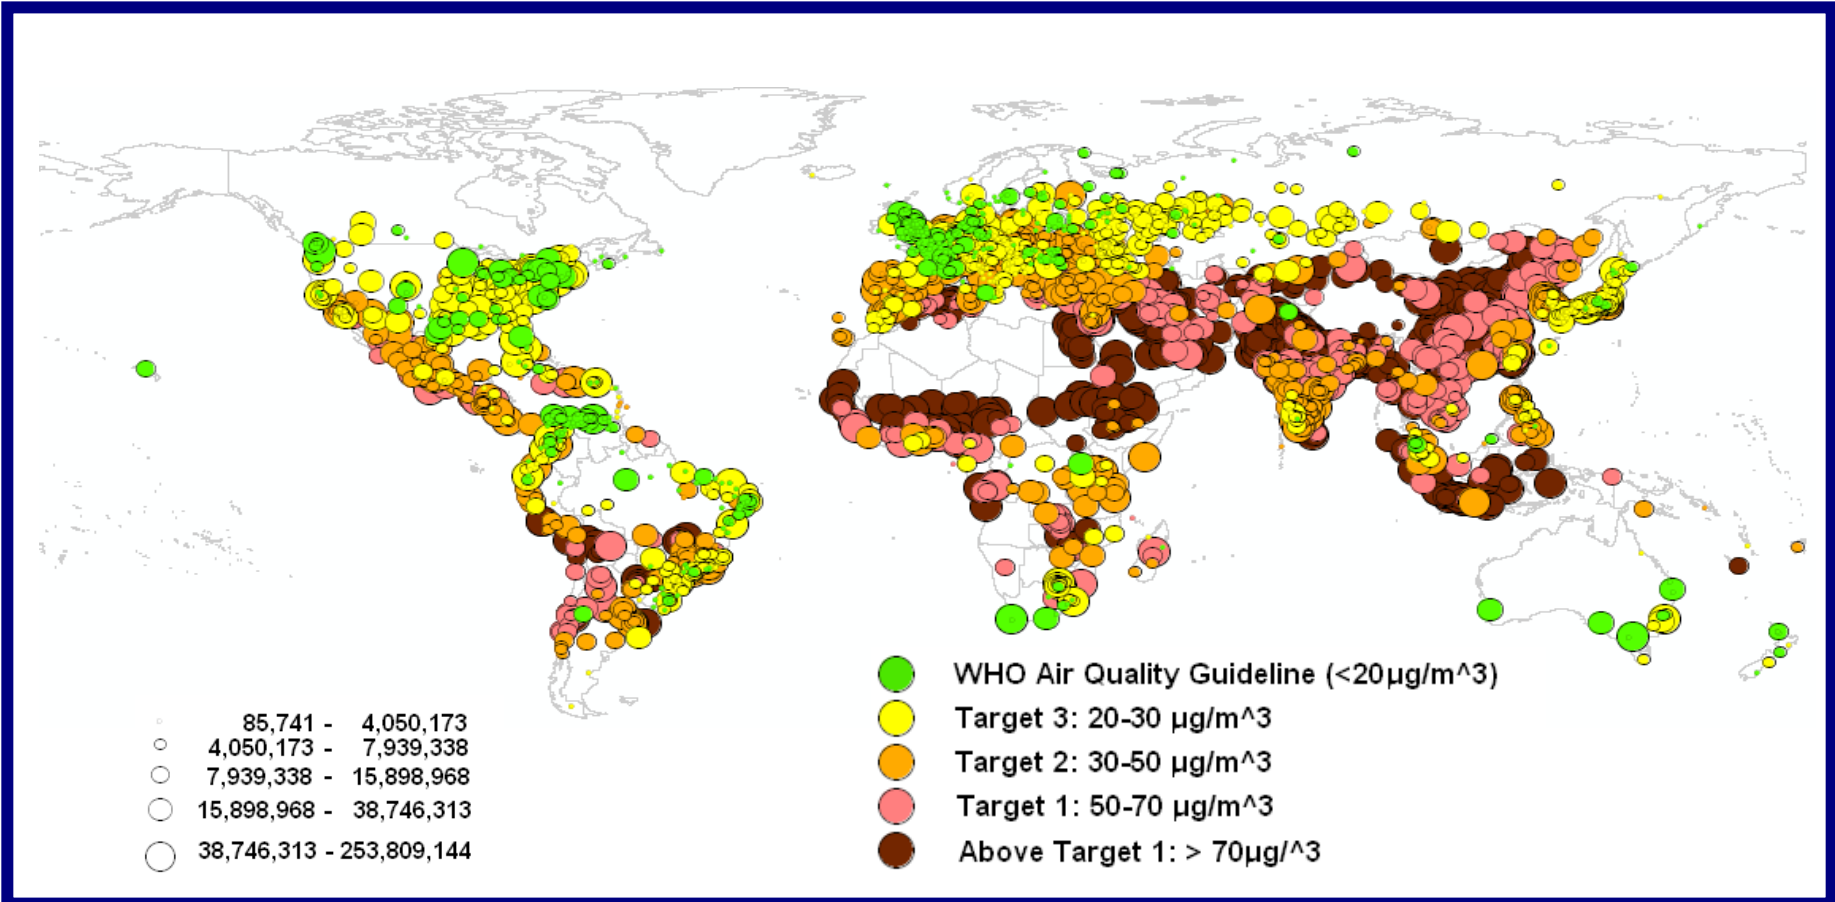 WHO Air Quality Guideline (<20µg/m^3)
Target 3: 20-30 µg/m^3
Target 2: 30-50 µg/m^3
Target 1: 50-70 µg/m^3
Above Target 1: > 70µg/^3
85,741 - 4,050,173
4,050,173 - 7,939,338
7,939,338 - 15,898,968
15,898,968 - 38,746,313
38,746,313 - 253,809,144